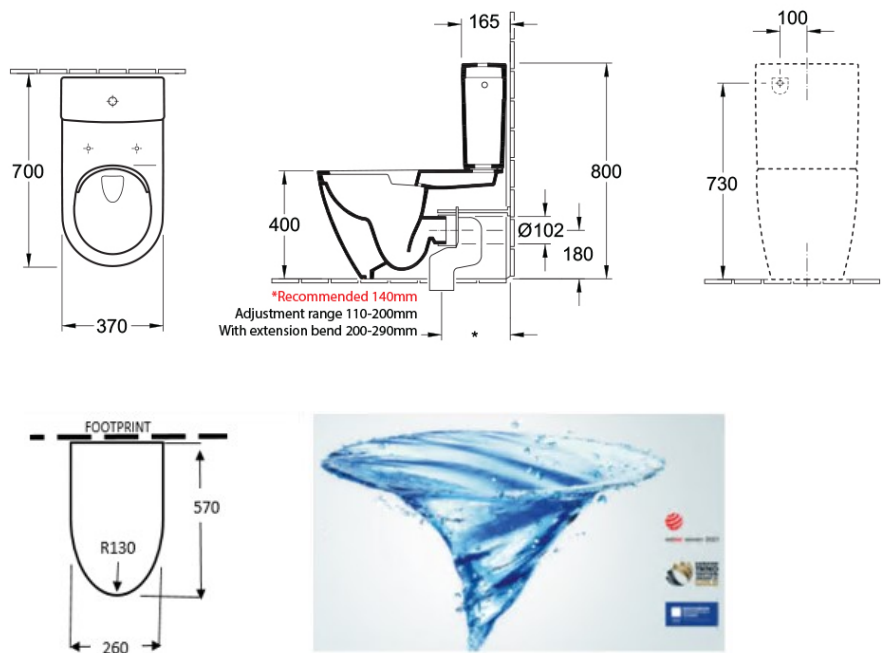 165
100
700
800
730
400
Ø102
180
*Recommended 140mm
Adjustment range 110-200mm
With extension bend 200-290mm
*
370
FOOTPRINT
570
R130
260